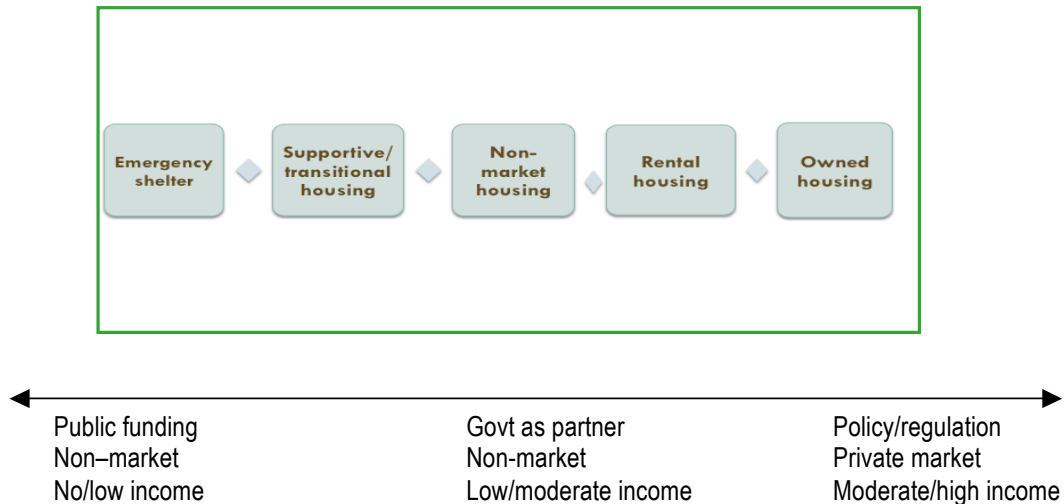 Emergency
shelter
Supportive/
transitional
housing
Non-
market
housing
Rental
housing
Owned
housing
Public funding
Non–market
No/low income
Govt as partner
Non-market
Low/moderate income
Policy/regulation
Private market
Moderate/high income